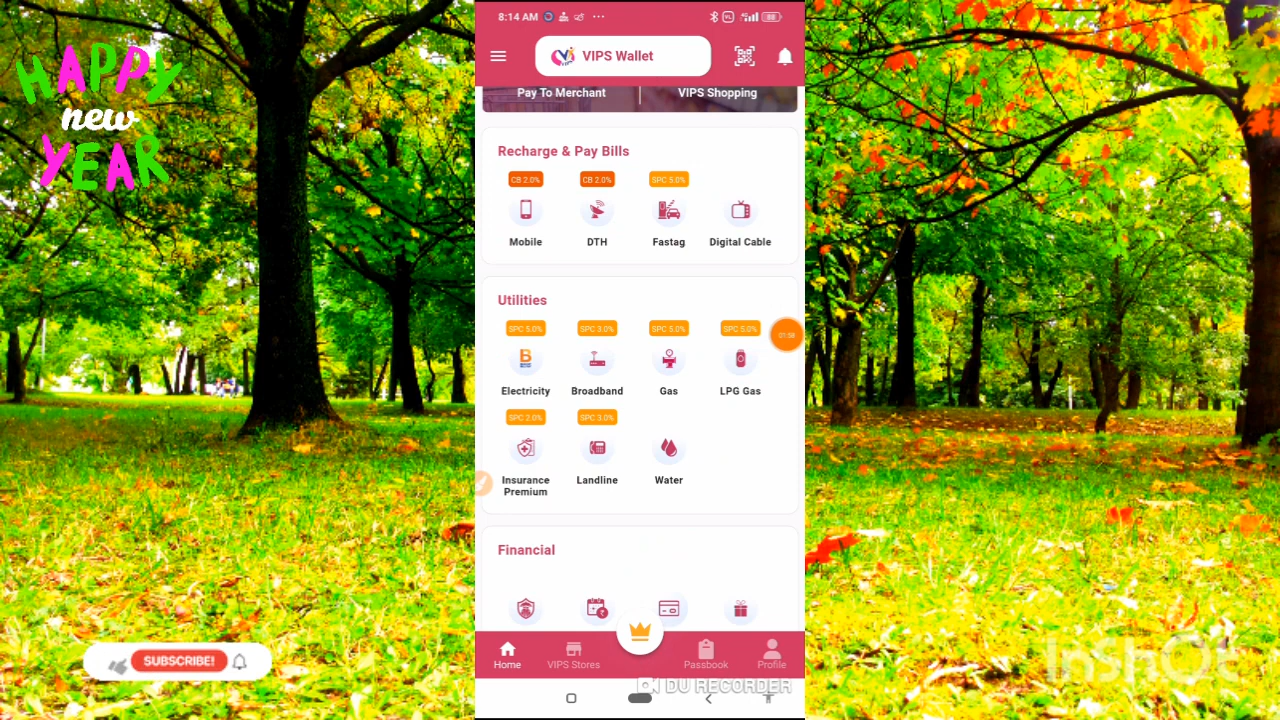 HAPPY
new
YEAR
SUBSCRIBE!
8:14 AM
VIPS Wallet
Pay To Merchant
VIPS Shopping
Recharge & Pay Bills
CB 2.0% CB 2.0% SPC 5.0%
Mobile DTH Fastag Digital Cable
Utilities
SPC 5.0% SPC 3.0% SPC 5.0% SPC 5.0%
01:38
Electricity Broadband Gas LPG Gas
SPC 2.0% SPC 3.0%
Insurance Landline Water
Premium
Financial
Home VIPS Stores Passbook Profile
DU RECORDER
InShOt